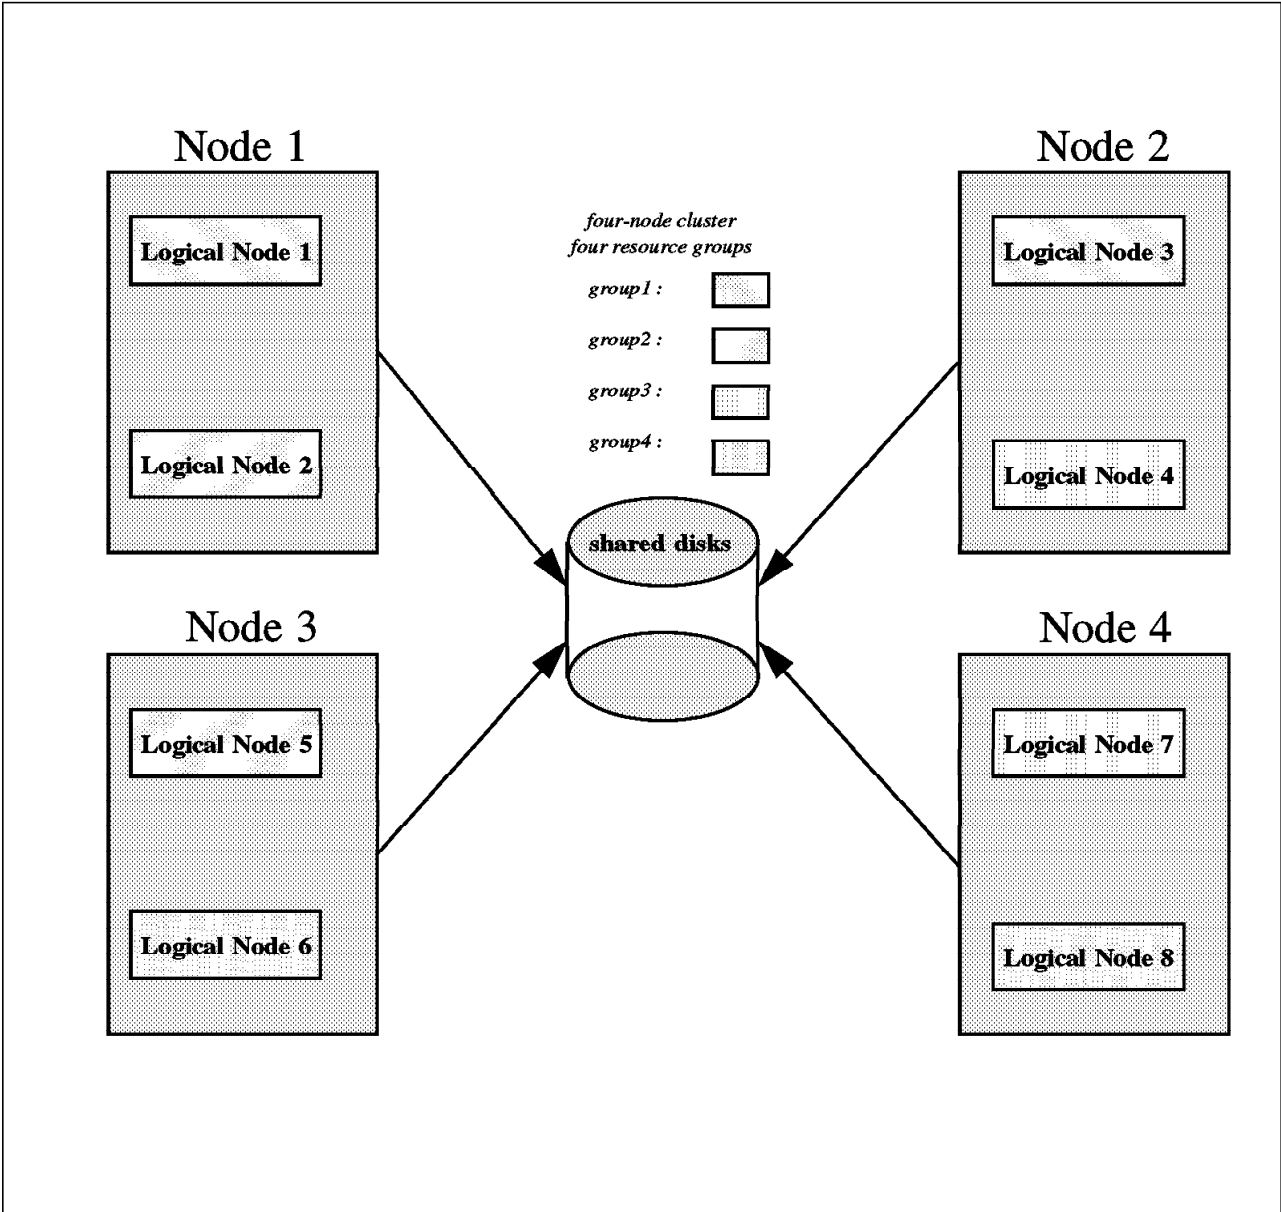 Node 1
Node 2
Logical Node 1
four-node cluster
four resource groups
Logical Node 3
group1 :
group2 :
group3 :
group4 :
Logical Node 2
Logical Node 4
shared disks
Node 3
Node 4
Logical Node 5
Logical Node 7
Logical Node 6
Logical Node 8